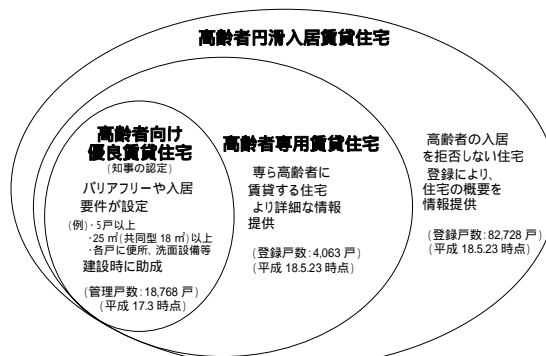 高齢者円滑入居賃貸住宅
高齢者向け
優良賃貸住宅
(知事の認定)
バリアフリーや入居
要件が設定
(例)・5戸以上
・25㎡(共同型18㎡)以上
・各戸に便所、洗面設備等
建設時に助成
(管理戸数:18,768戸)
(平成17.3時点)
高齢者専用賃貸住宅
専ら高齢者に
賃貸する住宅
より詳細な情報
提供
(登録戸数:4,063戸)
(平成18.5.23時点)
高齢者の入居
を拒否しない住宅
登録により、
住宅の概要を
情報提供
(登録戸数:82,728戸)
(平成18.5.23時点)